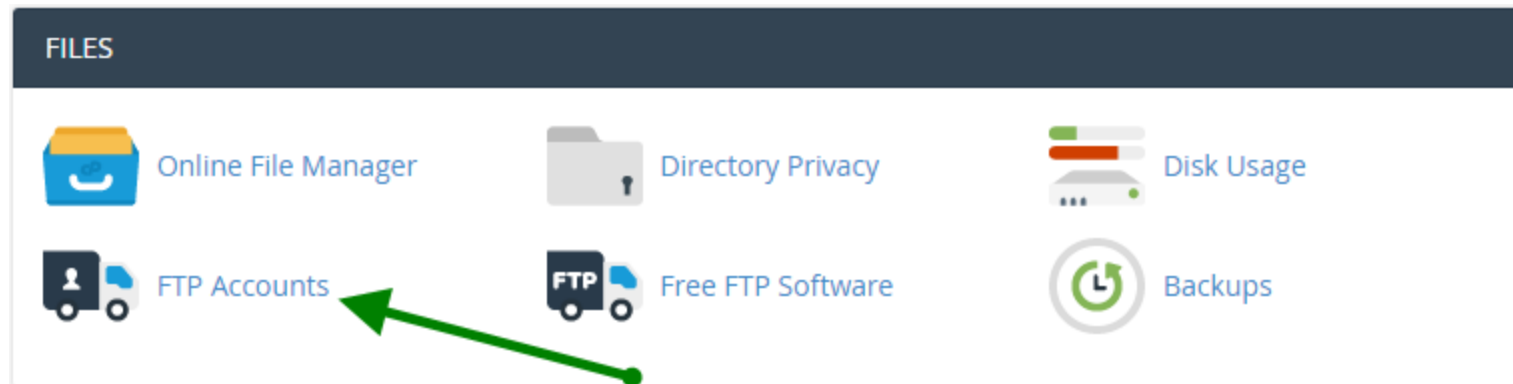 FILES
Online File Manager
Directory Privacy
Disk Usage
FTP Accounts
FTP
Free FTP Software
Backups